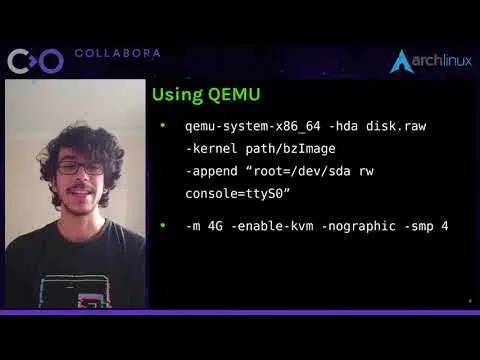 COLLABORA
archlinux
Using QEMU
• qemu-system-x86_64 -hda disk.raw
-kernel path/bzImage
-append “root=/dev/sda rw
console=ttyS0”
• -m 4G -enable-kvm -nographic -smp 4